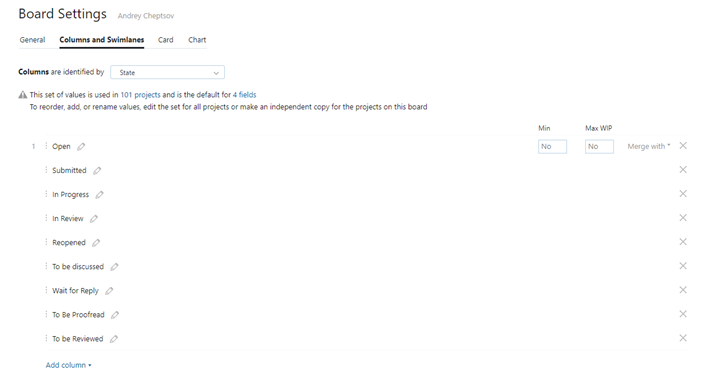 Board Settings Andrey Cheptsov
General Columns and Swimlanes Card Chart
Columns are identified by State
This set of values is used in 101 projects and is the default for 4 fields
To reorder, add, or rename values, edit the set for all projects or make an independent copy for the projects on this board
Min Max WIP
1 Open No No Merge with
Submitted
In Progress
In Review
Reopened
To be discussed
Wait for Reply
To Be Proofread
To be Reviewed
Add column